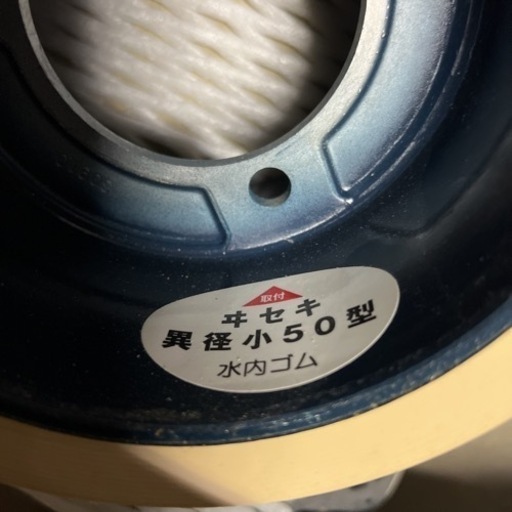 取付
ヰセキ
異径小50型
水内ゴム